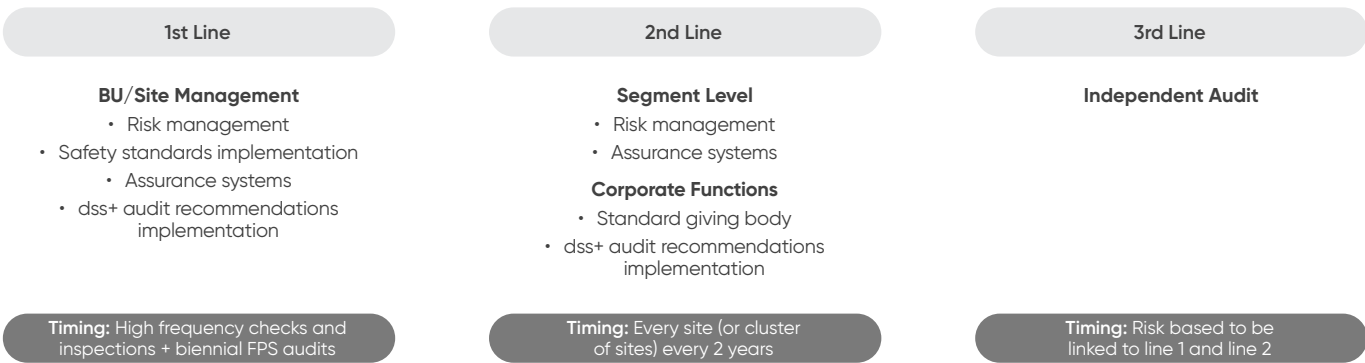 1st Line
BU/Site Management
• Risk management
• Safety standards implementation
• Assurance systems
• dss+ audit recommendations
implementation
Timing: High frequency checks and
inspections + biennial FPS audits
2nd Line
Segment Level
• Risk management
• Assurance systems
Corporate Functions
• Standard giving body
• dss+ audit recommendations
implementation
Timing: Every site (or cluster
of sites) every 2 years
3rd Line
Independent Audit
Timing: Risk based to be
linked to line 1 and line 2